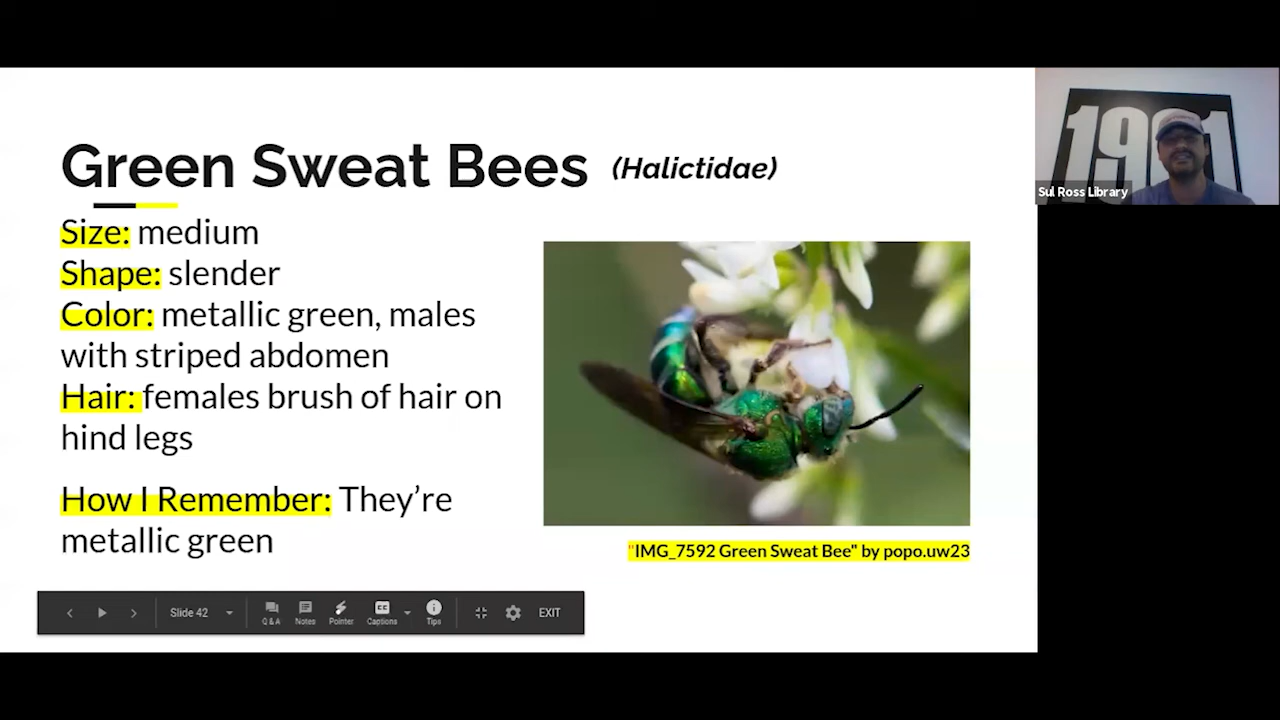 Green Sweat Bees (Halictidae)
Size: medium
Shape: slender
Color: metallic green, males
with striped abdomen
Hair: females brush of hair on
hind legs
How I Remember: They’re
metallic green
"IMG_7592 Green Sweat Bee" by popo.uw23
1901
Sul Ross Library
Slide 42
Q & A
Notes
Pointer
CC
Captions
Tips
EXIT